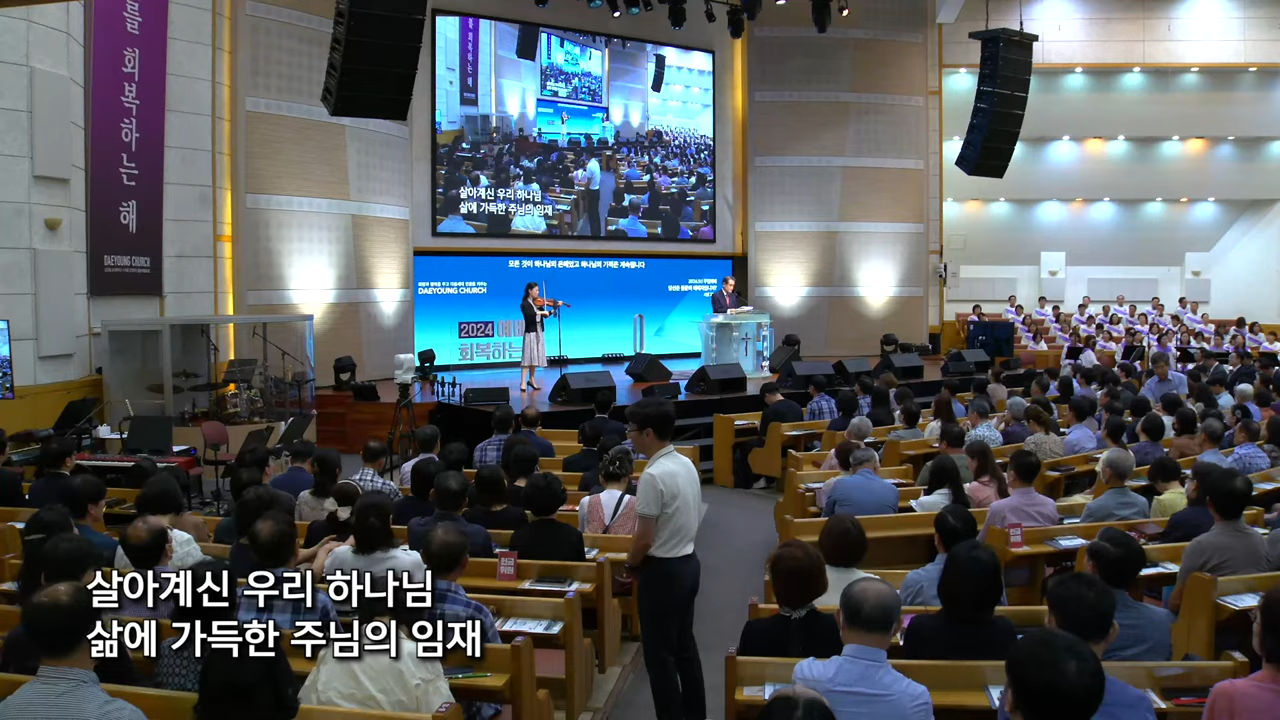 를 회복하는 해
DAEYOUNG CHURCH
살아계신 우리 하나님
삶에 가득한 주님의 임재
모든 것이 하나님의 은혜였고 하나님의 기적은 계속됩니다
DAEYOUNG CHURCH
2024 예배
회복하는
살아계신 우리 하나님
삶에 가득한 주님의 임재